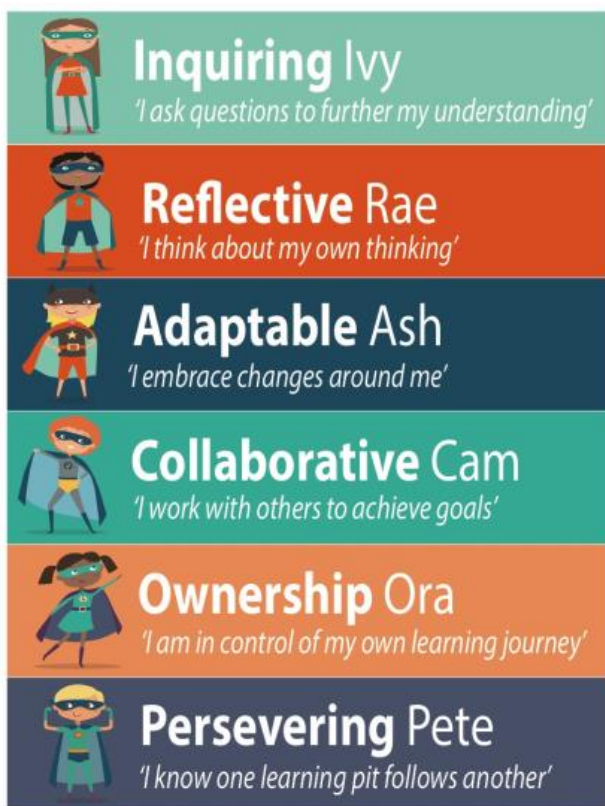 Inquiring Ivy
'I ask questions to further my understanding'
Reflective Rae
'I think about my own thinking'
Adaptable Ash
'I embrace changes around me'
Collaborative Cam
'I work with others to achieve goals'
Ownership Ora
'I am in control of my own learning journey'
Persevering Pete
'I know one learning pit follows another'